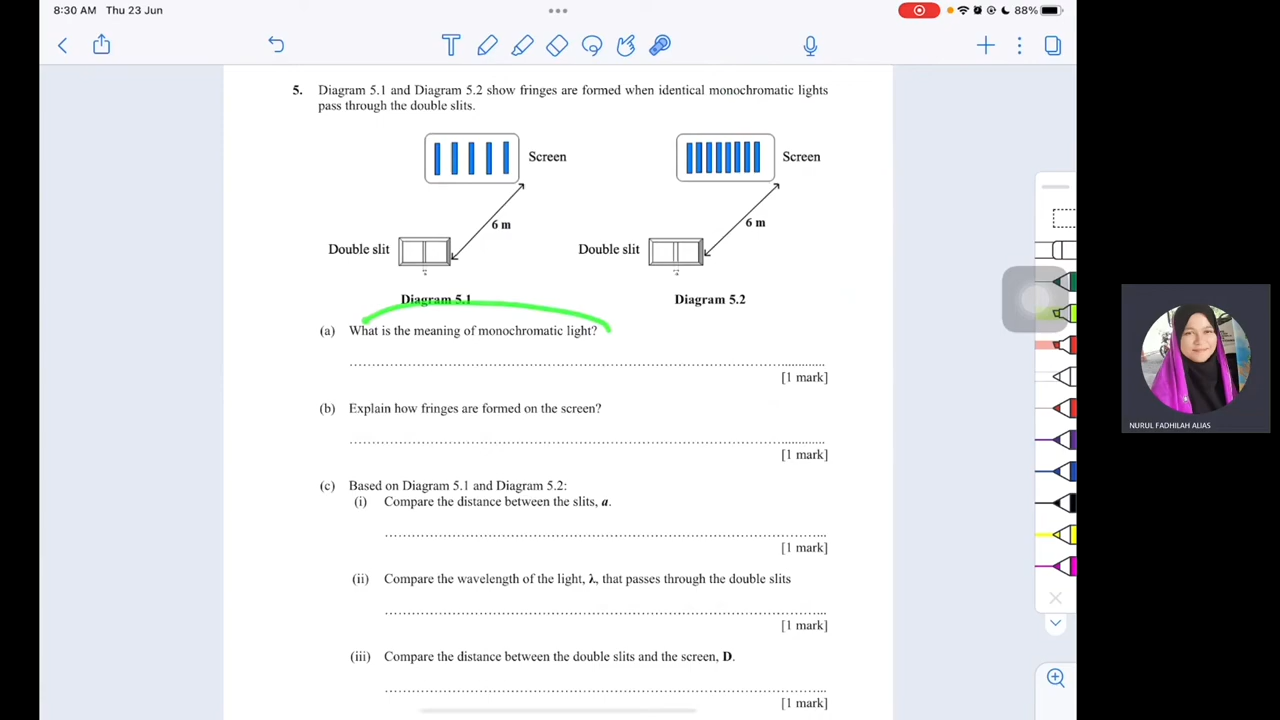 8:30 AM Thu 23 Jun
88%
5. Diagram 5.1 and Diagram 5.2 show fringes are formed when identical monochromatic lights
pass through the double slits.
Screen Screen
6 m 6 m
Double slit Double slit
Diagram 5.1 Diagram 5.2
(a) What is the meaning of monochromatic light?
[1 mark]
(b) Explain how fringes are formed on the screen?
[1 mark]
(c) Based on Diagram 5.1 and Diagram 5.2:
(i) Compare the distance between the slits, a.
[1 mark]
(ii) Compare the wavelength of the light, λ, that passes through the double slits
[1 mark]
(iii) Compare the distance between the double slits and the screen, D.
[1 mark]
NURUL FADHILAH ALIAS